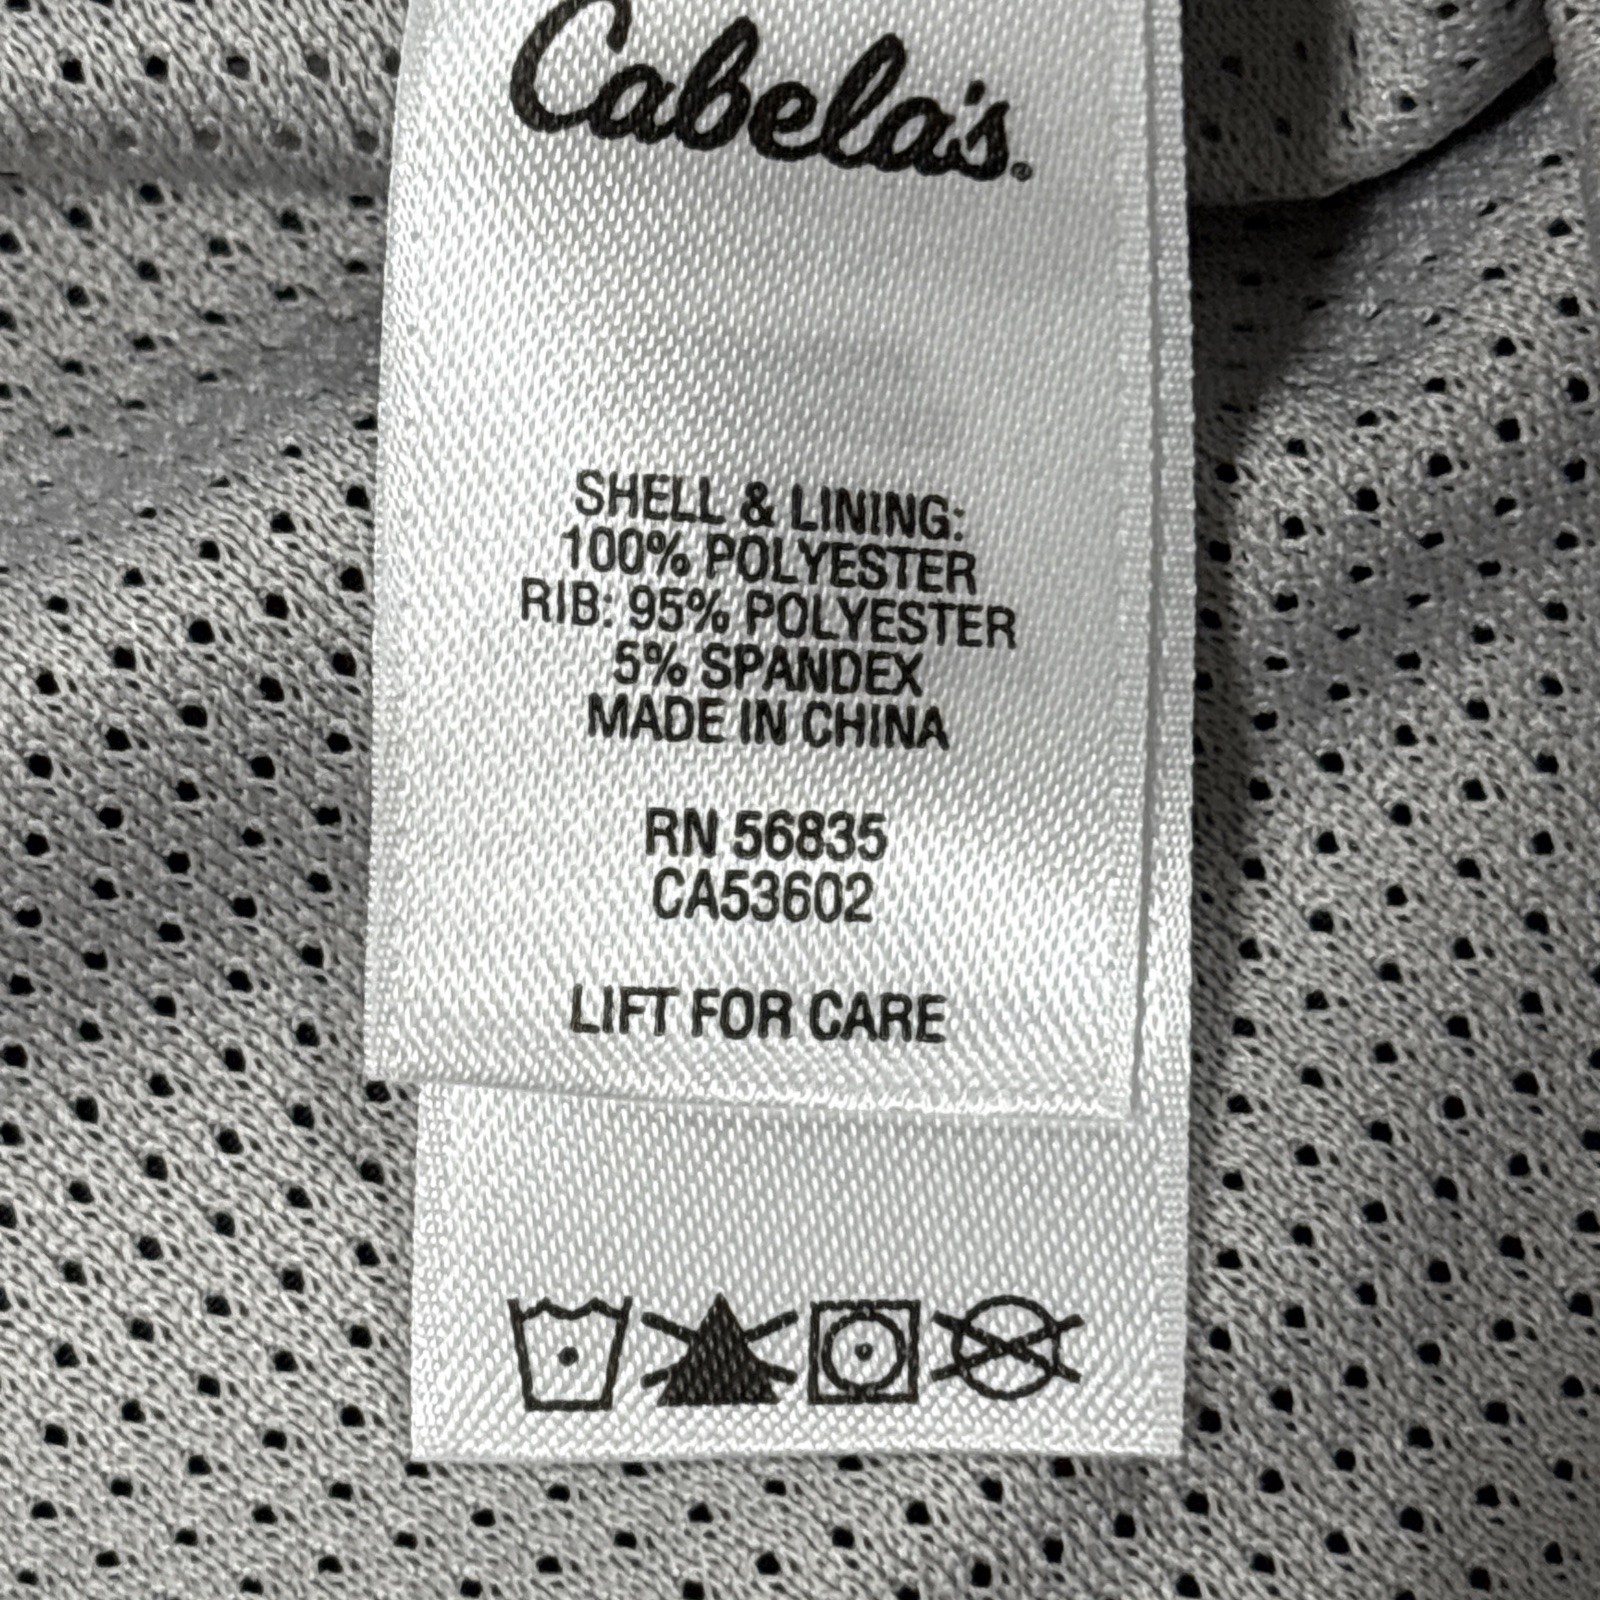 Cabela's.
SHELL & LINING:
100% POLYESTER
RIB: 95% POLYESTER
5% SPANDEX
MADE IN CHINA
RN 56835
CA53602
LIFT FOR CARE